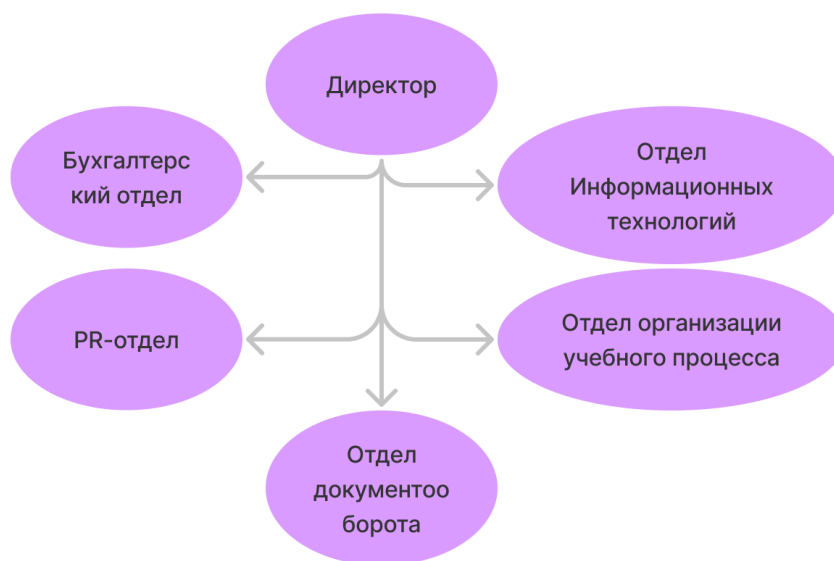 Директор
Бухгалтерс
кий отдел
Отдел
Информационных
технологий
PR-отдел
Отдел организации
учебного процесса
Отдел
документоо
борота